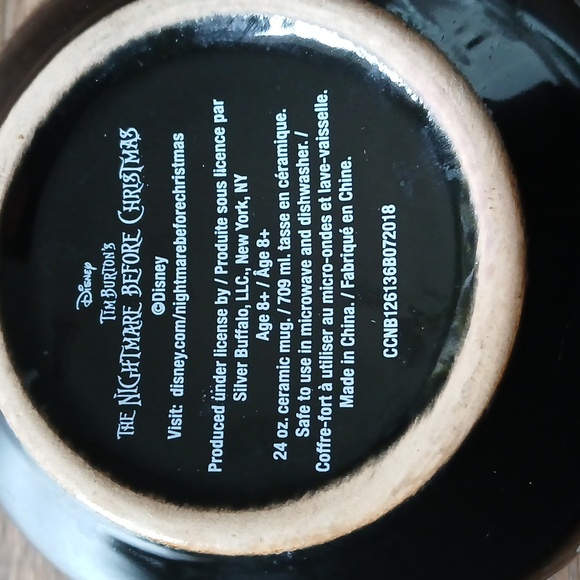 Disney
TIM BURTON'S
THE NIGHTMARE BEFORE CHRISTMAS
©Disney
Visit: disney.com/nightmarebeforechristmas
Produced under license by / Produite sous licence par
Silver Buffalo, LLC., New York, NY
Age 8+ / Âge 8+
24 oz. ceramic mug. / 709 ml. tasse en céramique.
Safe to use in microwave and dishwasher. /
Coffre-fort à utiliser au micro-ondes et lave-vaisselle.
Made in China. / Fabriqué en Chine.
CCNB126136B072018